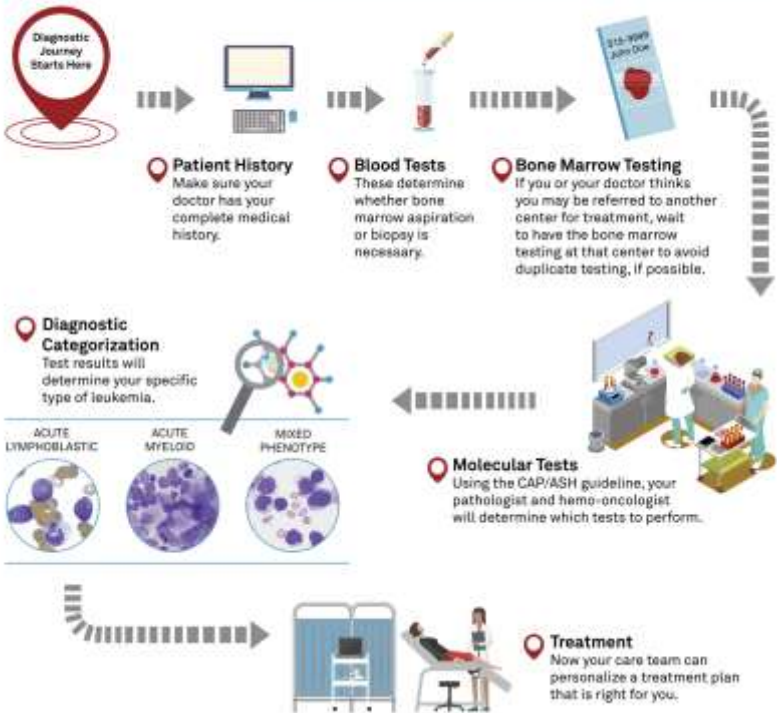 Diagnostic
Journey
Starts Here
Patient History
Make sure your
doctor has your
complete medical
history.
Blood Tests
These determine
whether bone
marrow aspiration
or biopsy is
necessary.
John Doe
Bone Marrow Testing
If you or your doctor thinks
you may be referred to another
center for treatment, wait
to have the bone marrow
testing at that center to avoid
duplicate testing, if possible.
Molecular Tests
Using the CAP/ASH guideline, your
pathologist and hemo-oncologist
will determine which tests to perform.
Diagnostic
Categorization
Test results will
determine your specific
type of leukemia.
ACUTE
LYMPHOBLASTIC
ACUTE
MYELOID
MIXED
PHENOTYPE
Treatment
Now your care team can
personalize a treatment plan
that is right for you.